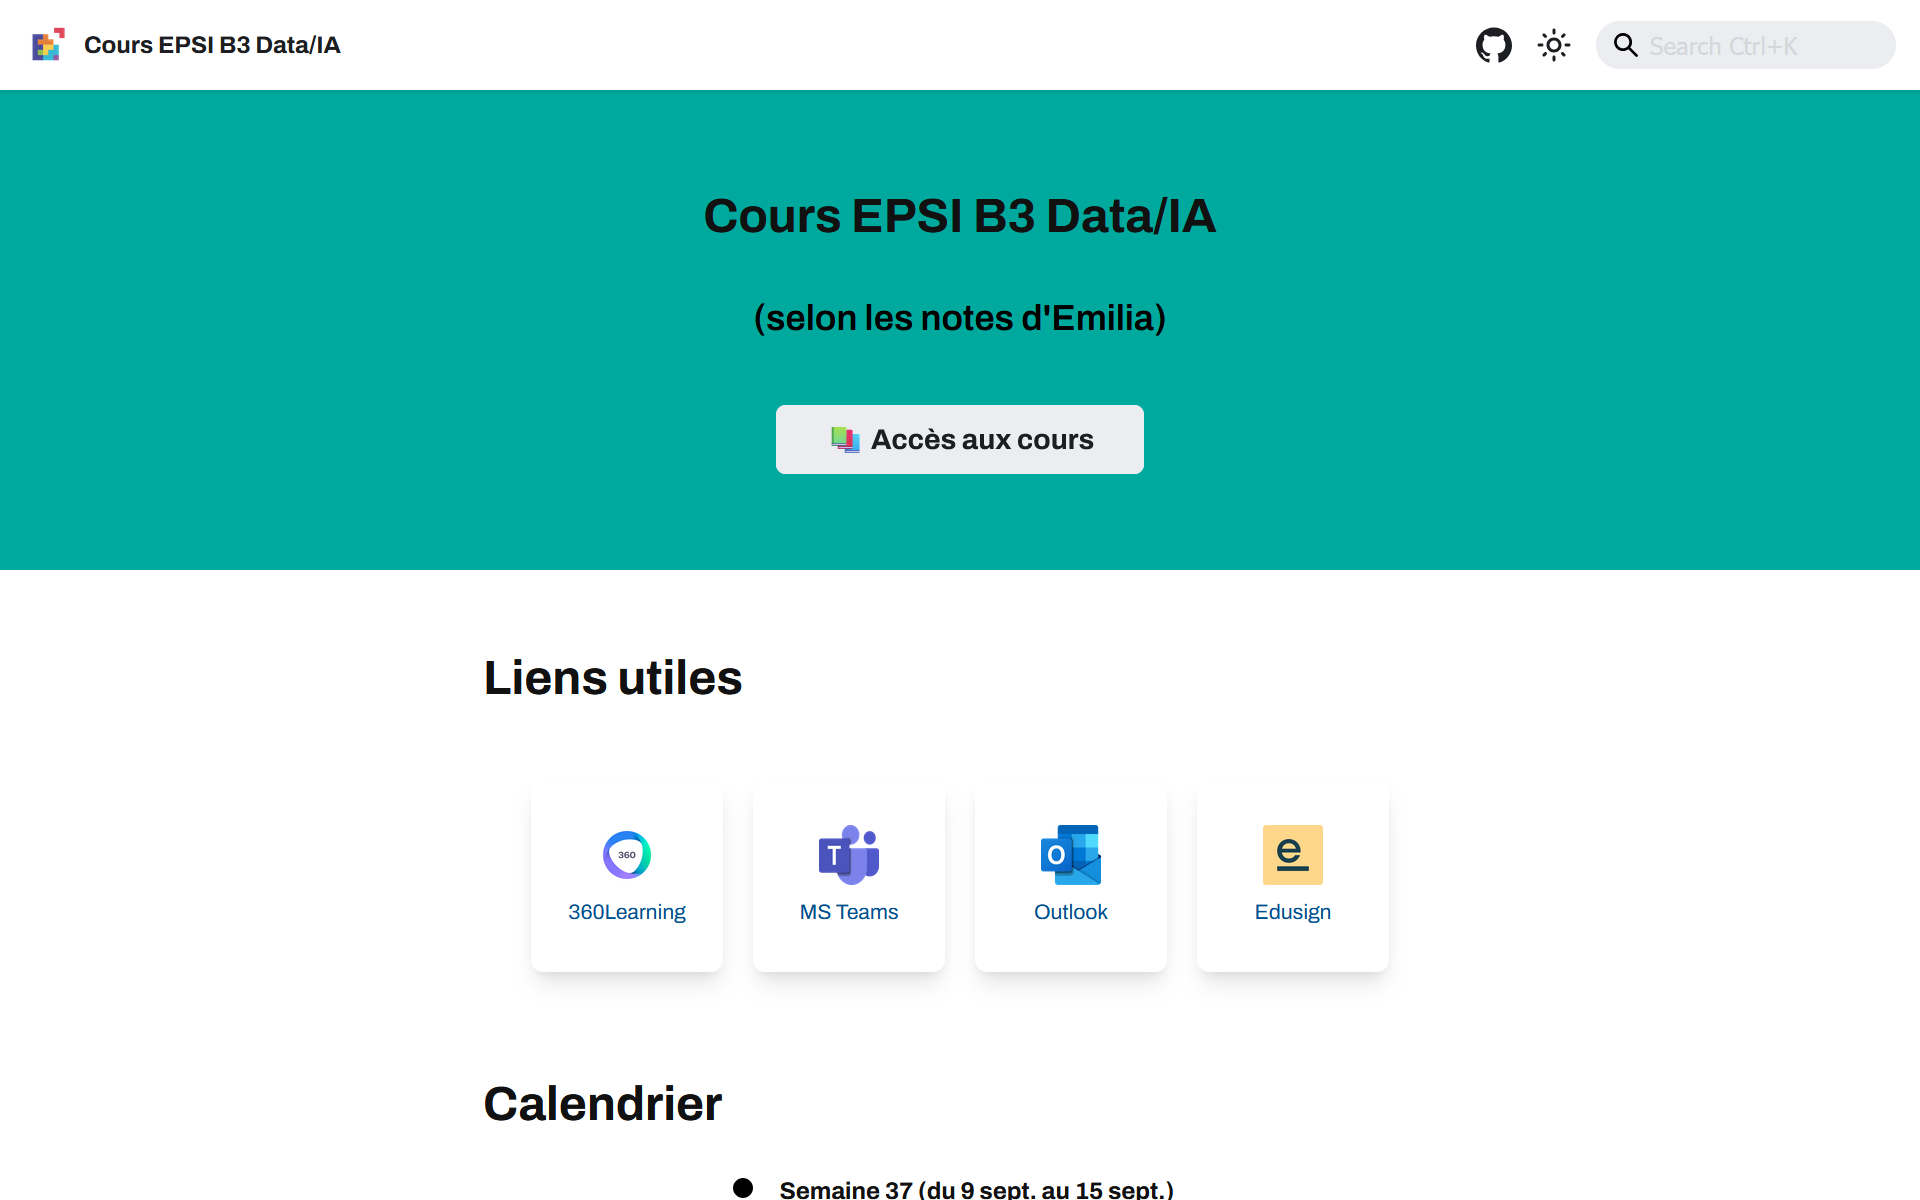 Cours EPSI B3 Data/IA
Search Ctrl+K
Cours EPSI B3 Data/IA
(selon les notes d'Emilia)
Accès aux cours
Liens utiles
360
360Learning
T
MS Teams
O
Outlook
e
Edusign
Calendrier
Semaine 37 (du 9 sept. au 15 sept.)